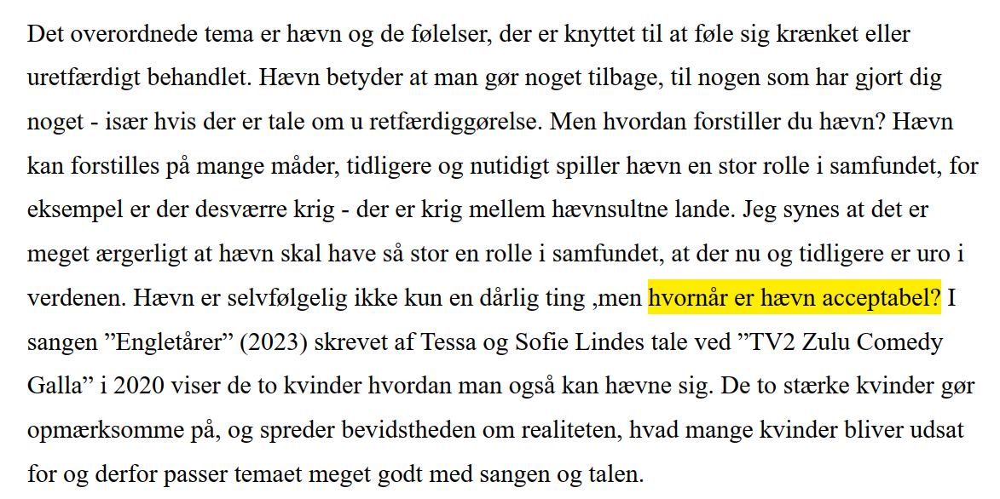 Det overordnede tema er hævn og de følelser, der er knyttet til at føle sig krænket eller
uretfærdigt behandlet. Hævn betyder at man gør noget tilbage, til nogen som har gjort dig
noget - især hvis der er tale om u retfærdiggørelse. Men hvordan forstiller du hævn? Hævn
kan forstilles på mange måder, tidligere og nutidigt spiller hævn en stor rolle i samfundet, for
eksempel er der desværre krig - der er krig mellem hævnsultne lande. Jeg synes at det er
meget ærgerligt at hævn skal have så stor en rolle i samfundet, at der nu og tidligere er uro i
verdenen. Hævn er selvfølgelig ikke kun en dårlig ting ,men hvornår er hævn acceptabel? I
sangen ”Engletårer” (2023) skrevet af Tessa og Sofie Lindes tale ved ”TV2 Zulu Comedy
Galla” i 2020 viser de to kvinder hvordan man også kan hævne sig. De to stærke kvinder gør
opmærksomme på, og spreder bevidstheden om realiteten, hvad mange kvinder bliver udsat
for og derfor passer temaet meget godt med sangen og talen.